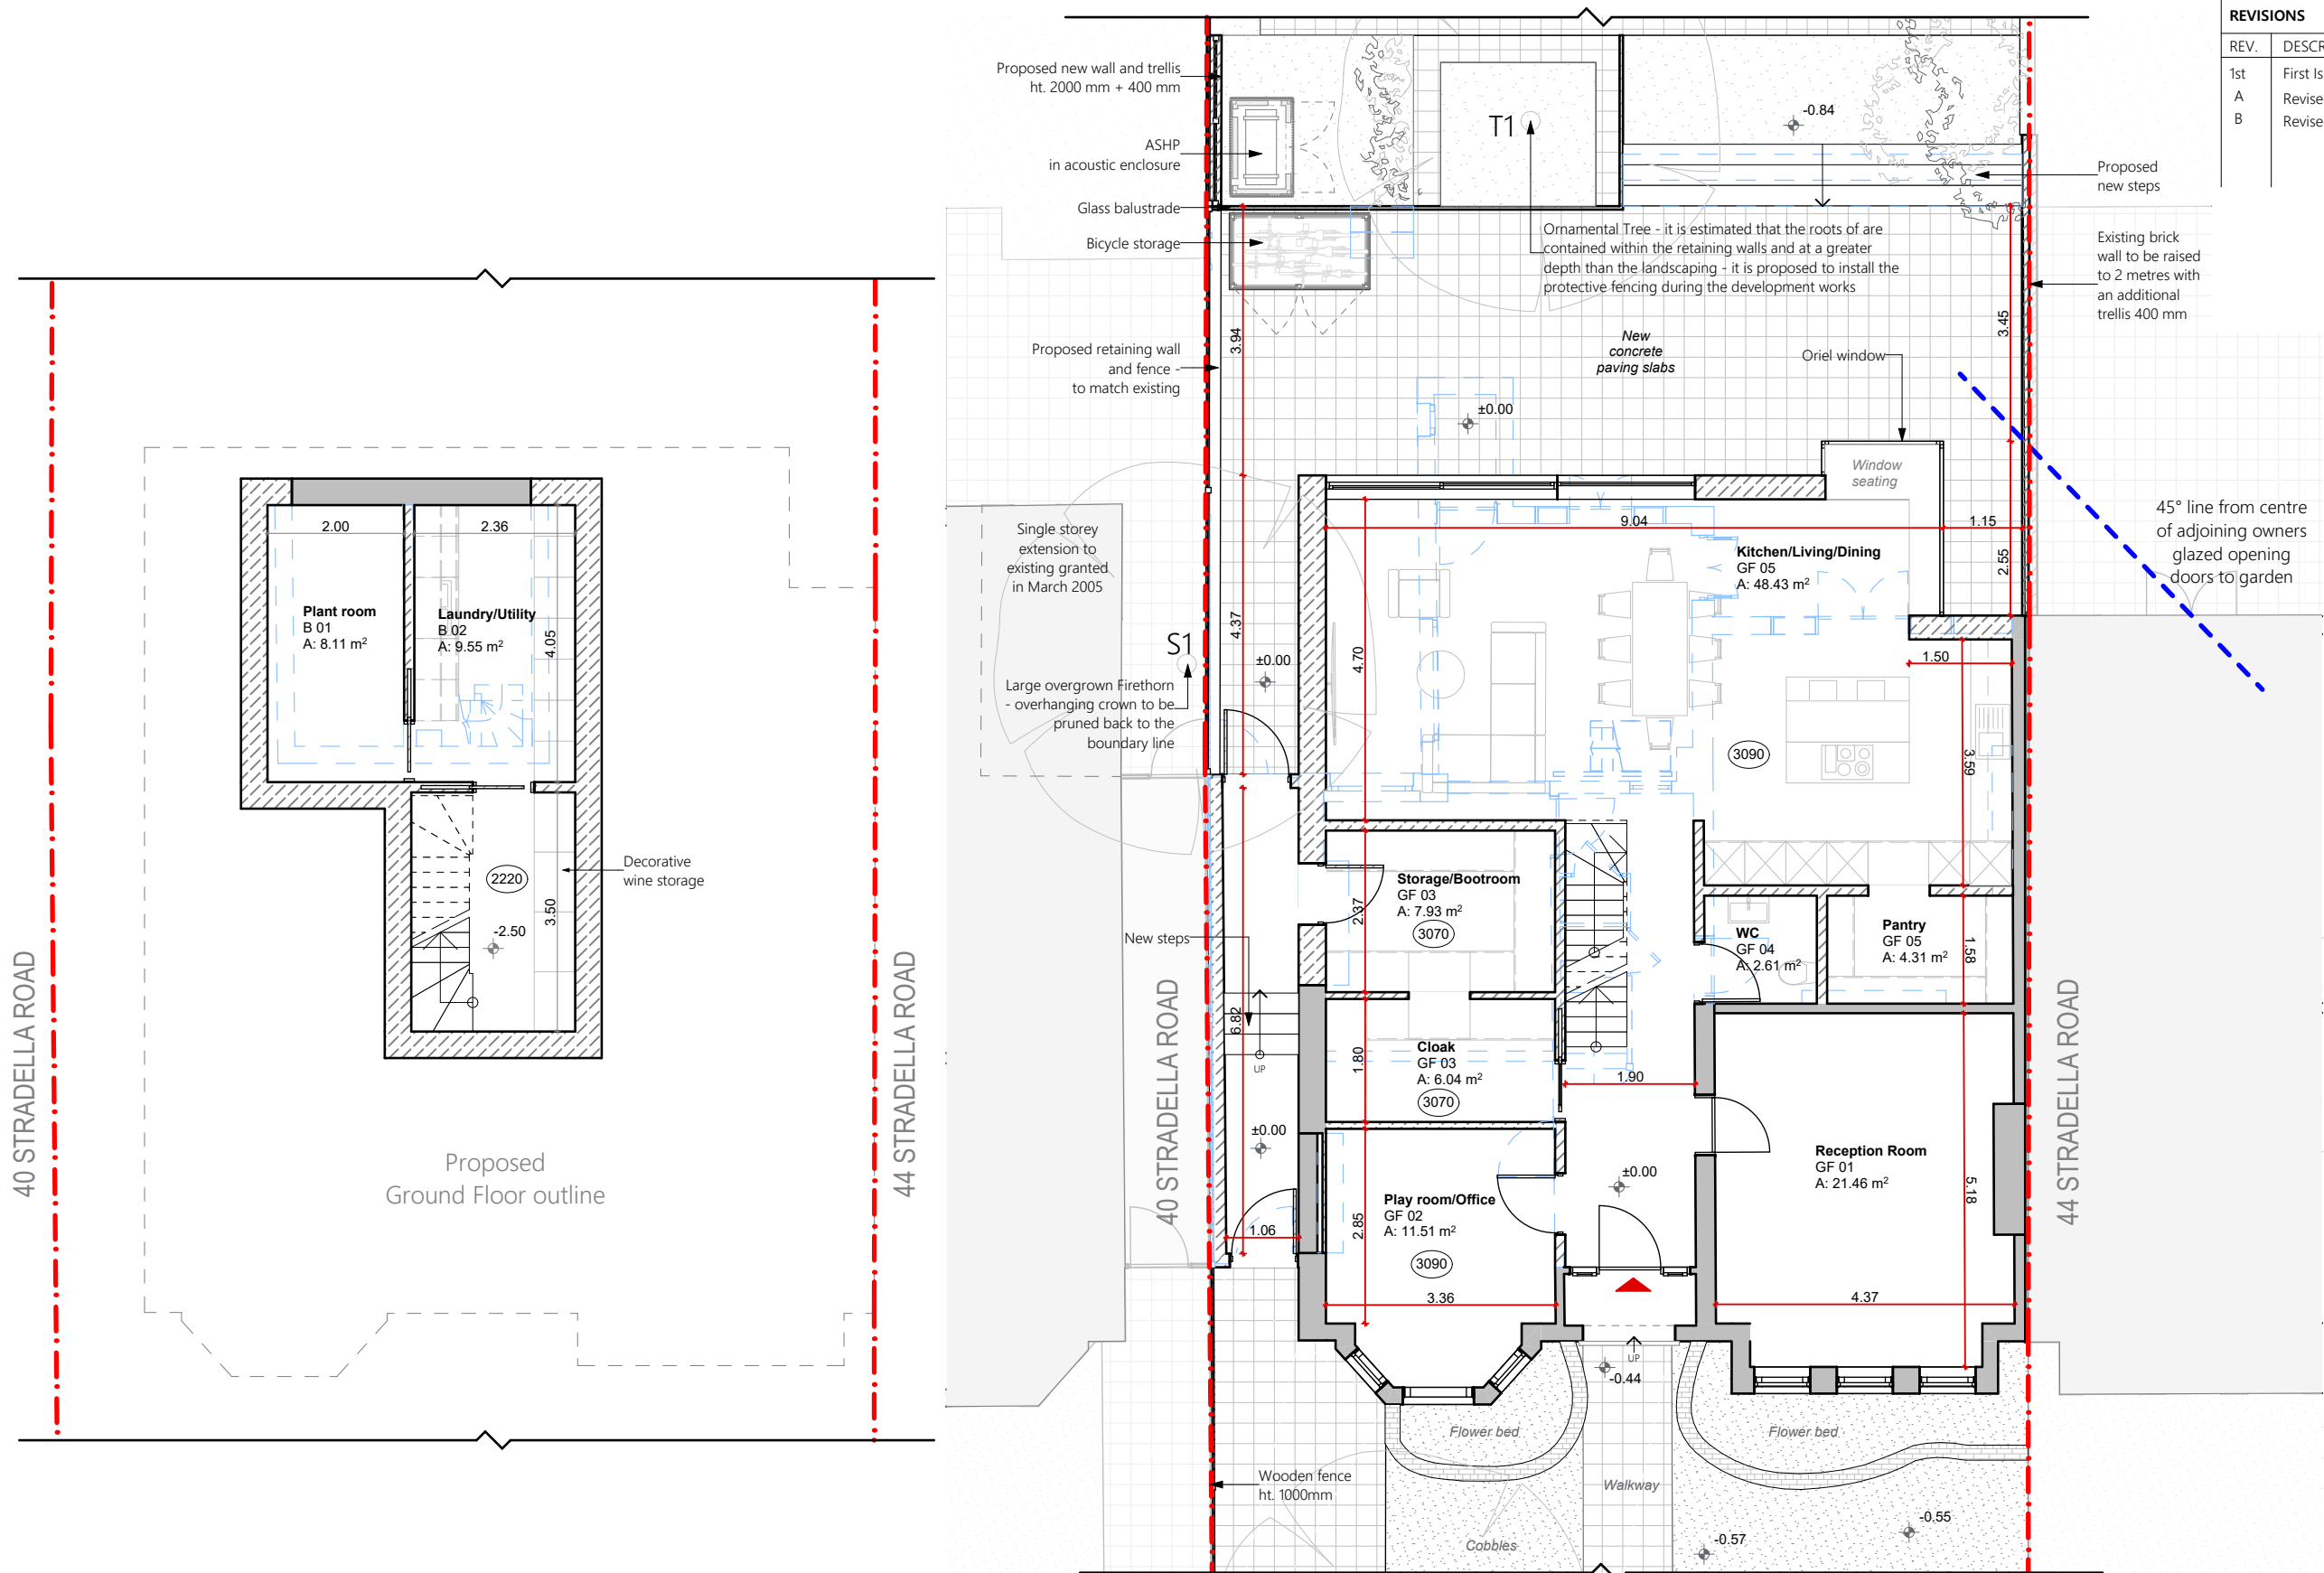 REVISIONS
REV.
DESCR
1st
First Is
A
Revise
B
Revise
2.00
2.36
Plant room
B 01
A: 8.11 m²
Laundry/Utility
B 02
A: 9.55 m²
4.05
2220
Decorative
wine storage
3.50
-2.50
40 STRADELLA ROAD
44 STRADELLA ROAD
Proposed
Ground Floor outline
Proposed new wall and trellis
ht. 2000 mm + 400 mm
ASHP
in acoustic enclosure
Glass balustrade
Bicycle storage
T1
-0.84
Proposed
new steps
Ornamental Tree - it is estimated that the roots of are
contained within the retaining walls and at a greater
depth than the landscaping - it is proposed to install the
protective fencing during the development works
Existing brick
wall to be raised
to 2 metres with
an additional
trellis 400 mm
3.94
3.45
Proposed retaining wall
and fence -
to match existing
New
concrete
paving slabs
Oriel window
±0.00
Window
seating
Single storey
extension to
existing granted
in March 2005
9.04
1.15
45° line from centre
of adjoining owners
glazed opening
doors to garden
Kitchen/Living/Dining
GF 05
A: 48.43 m²
2.55
4.37
S1
±0.00
4.70
1.50
Large overgrown Firethorn
- overhanging crown to be
pruned back to the
boundary line
3090
3.59
Storage/Bootroom
GF 03
A: 7.93 m²
3070
2.37
New steps
WC
GF 04
A: 2.61 m²
Pantry
GF 05
A: 4.31 m²
1.58
6.82
UP
Cloak
GF 03
A: 6.04 m²
3070
1.80
1.90
40 STRADELLA ROAD
44 STRADELLA ROAD
±0.00
±0.00
Reception Room
GF 01
A: 21.46 m²
5.18
Play room/Office
GF 02
A: 11.51 m²
3090
2.85
1.06
3.36
4.37
UP
-0.44
Flower bed
Flower bed
Wooden fence
ht. 1000mm
Walkway
Cobbles
-0.57
-0.55